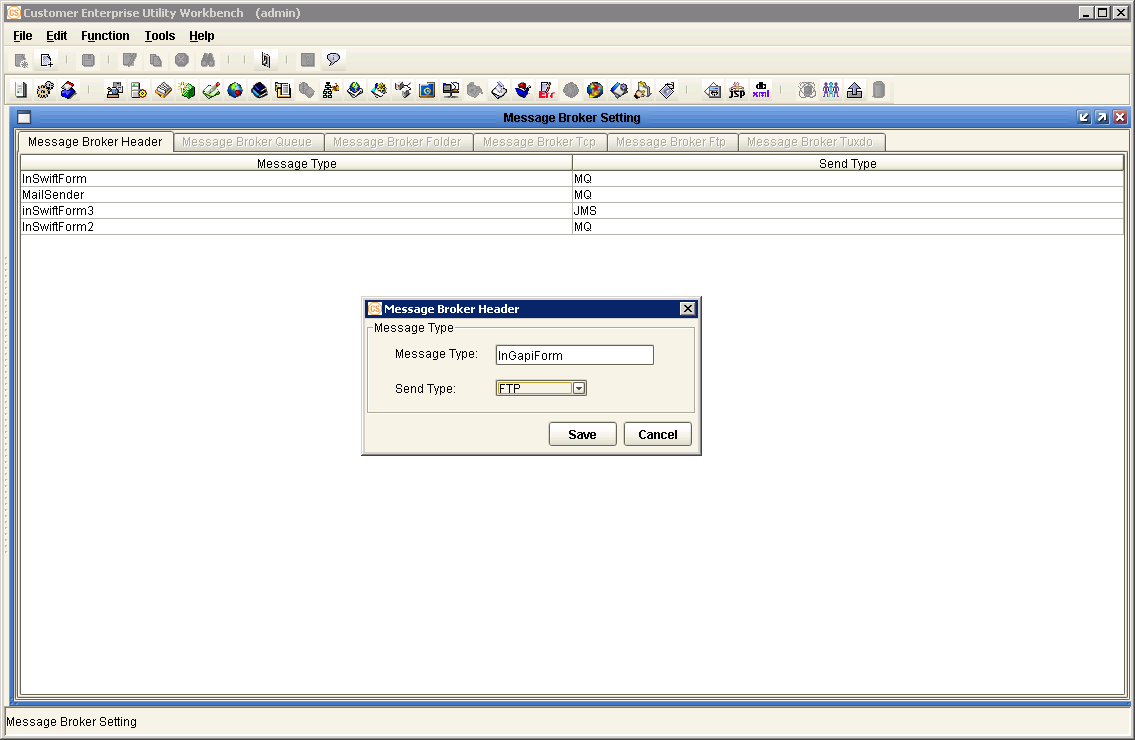 CS Customer Enterprise Utility Workbench (admin)
File Edit Function Tools Help
jsp db xml
Message Broker Setting
Message Broker Header Message Broker Queue Message Broker Folder Message Broker Tcp Message Broker Ftp Message Broker Tuxdo
Message Type Send Type
InSwiftForm MQ
MailSender MQ
inSwiftForm3 JMS
InSwiftForm2 MQ
CS Message Broker Header
Message Type
Message Type: InGapiForm
Send Type: FTP
Save Cancel
Message Broker Setting